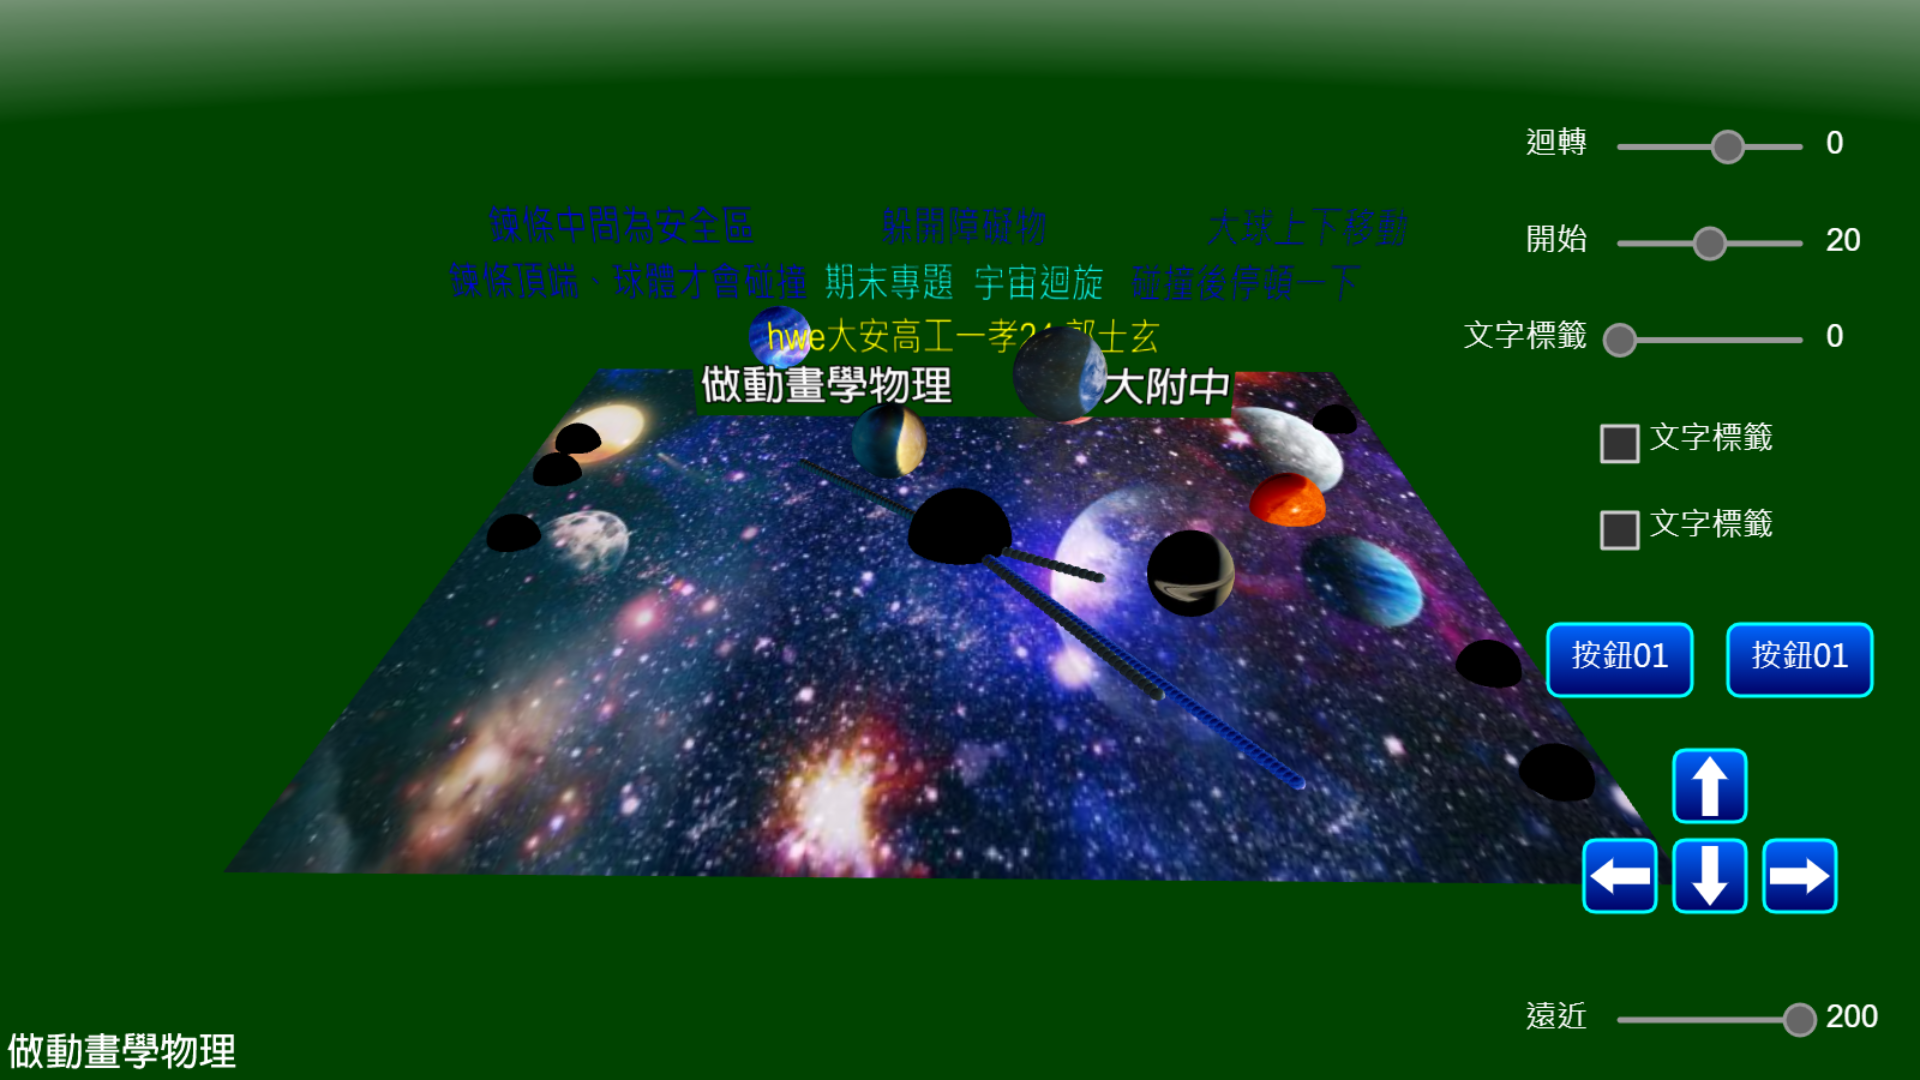 迴轉 0
鍊條中間為安全區 躲開障礙物 大球上下移動
開始 20
鍊條頂端、球體才會碰撞 期末專題 宇宙迴旋 碰撞後停頓一下
hwe大安高工一孝24 郭士玄
文字標籤 0
做動畫學物理 大附中
文字標籤
文字標籤
按鈕01 按鈕01
遠近 200
做動畫學物理